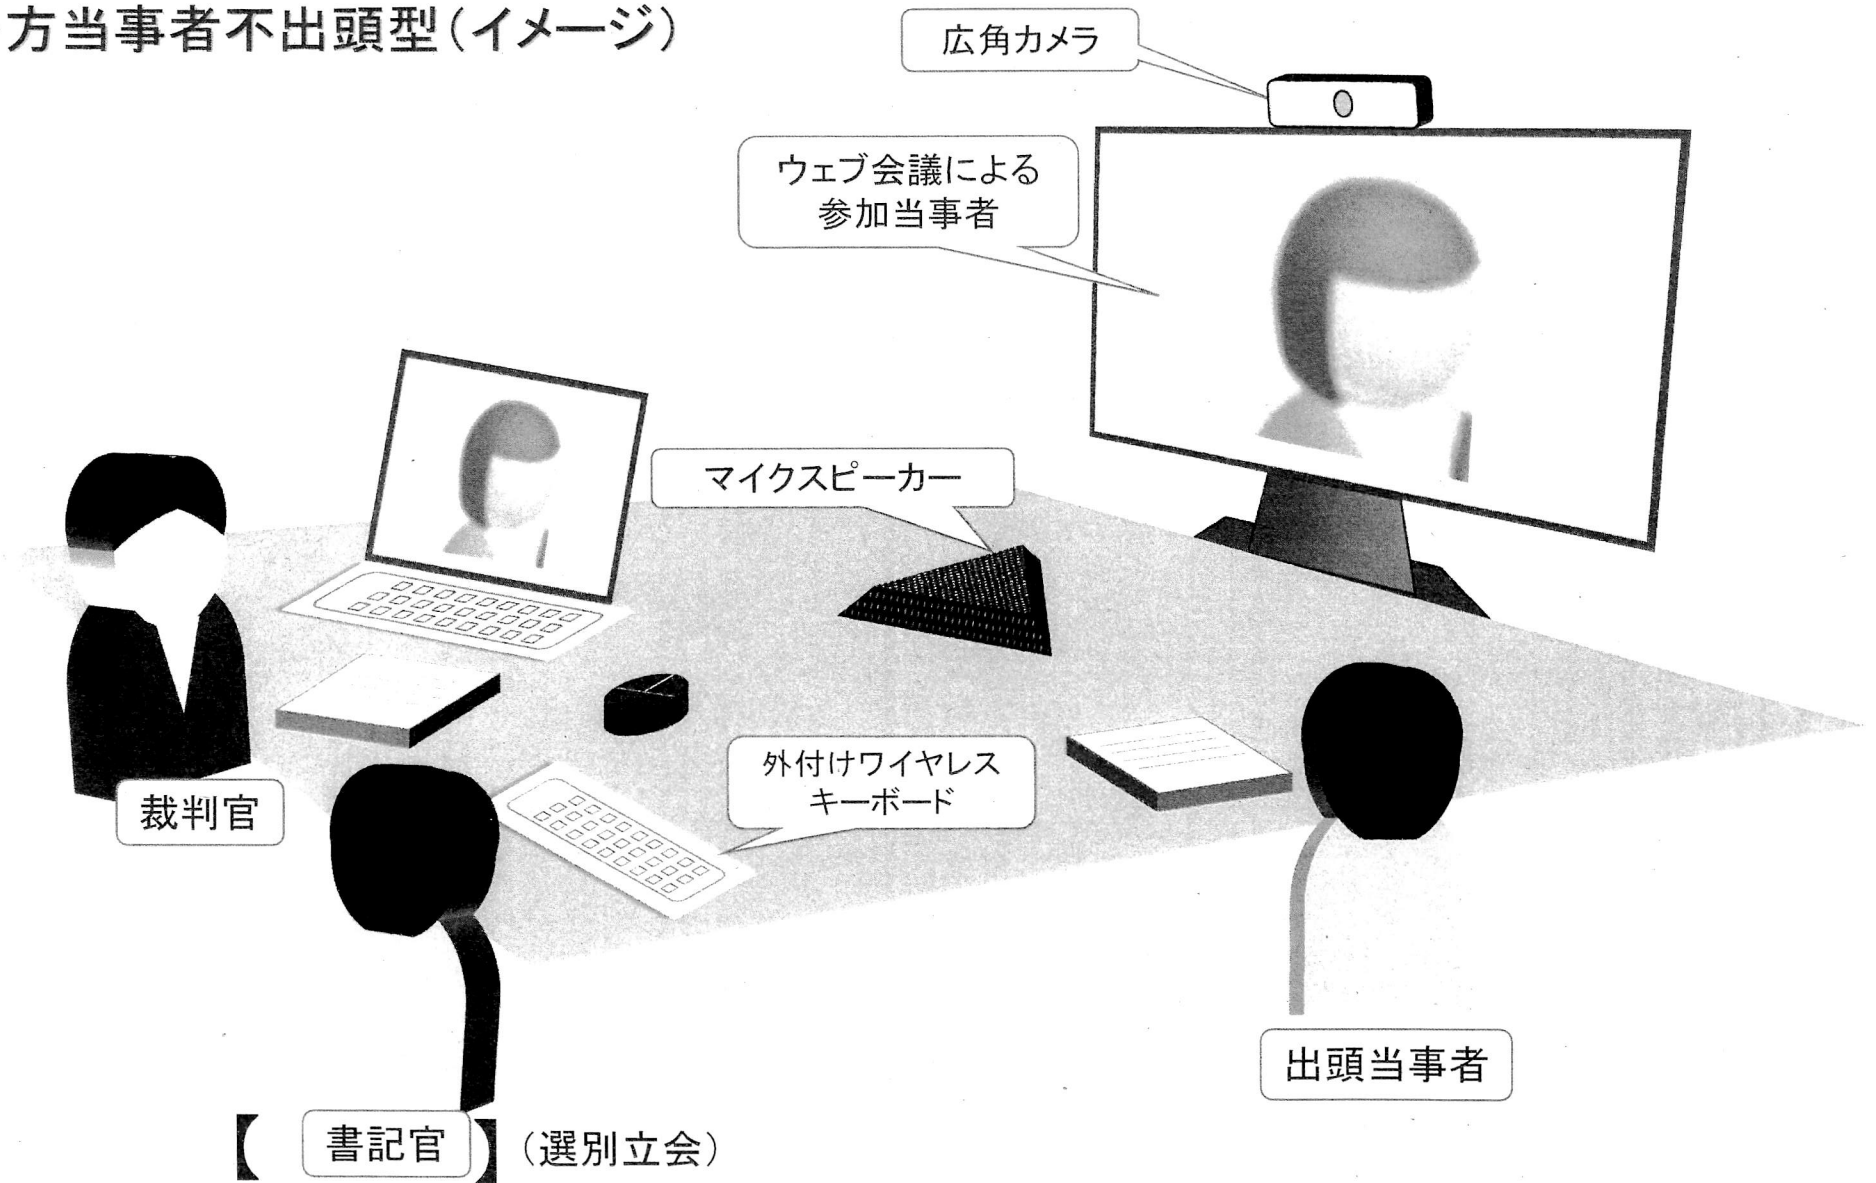 方当事者不出頭型(イメージ)
広角カメラ
ウェブ会議による
参加当事者
マイクスピーカー
外付けワイヤレス
キーボード
裁判官
出頭当事者
【 書記官 】(選別立会)